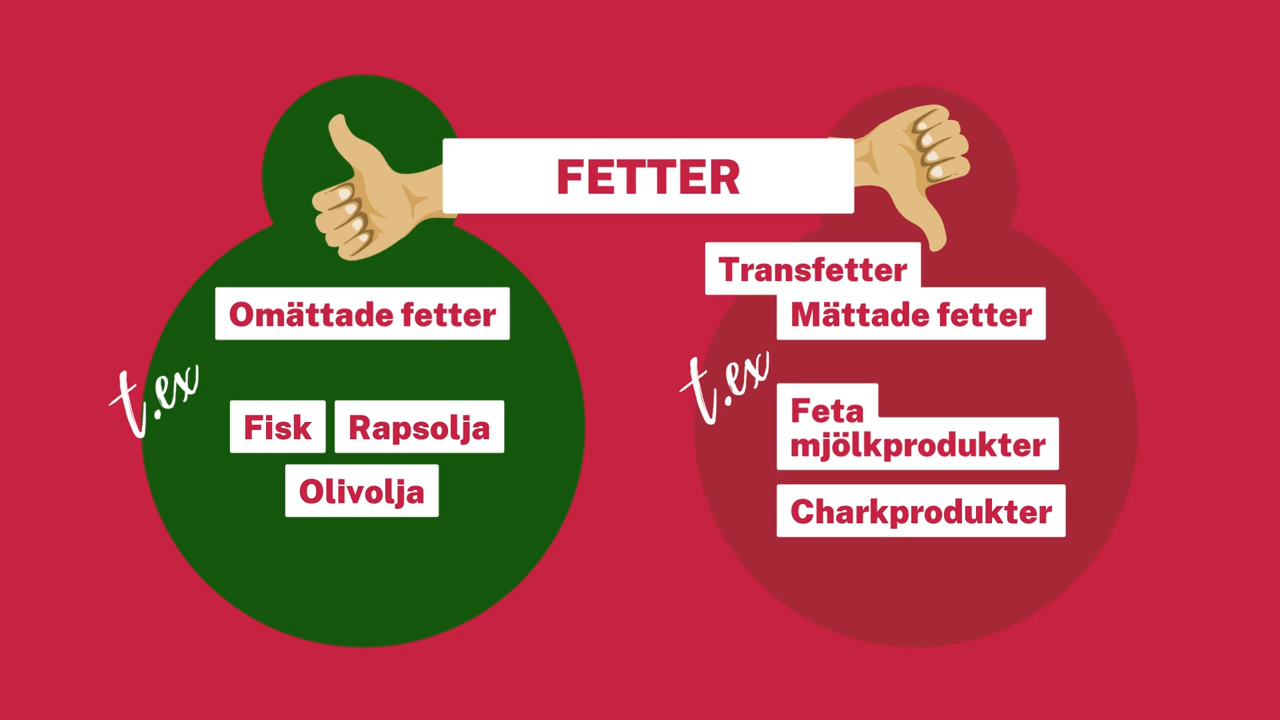 FETTER
Omättade fetter
t.ex
Fisk Rapsolja
Olivolja
Transfetter
Mättade fetter
t.ex
Feta
mjölkprodukter
Charkprodukter